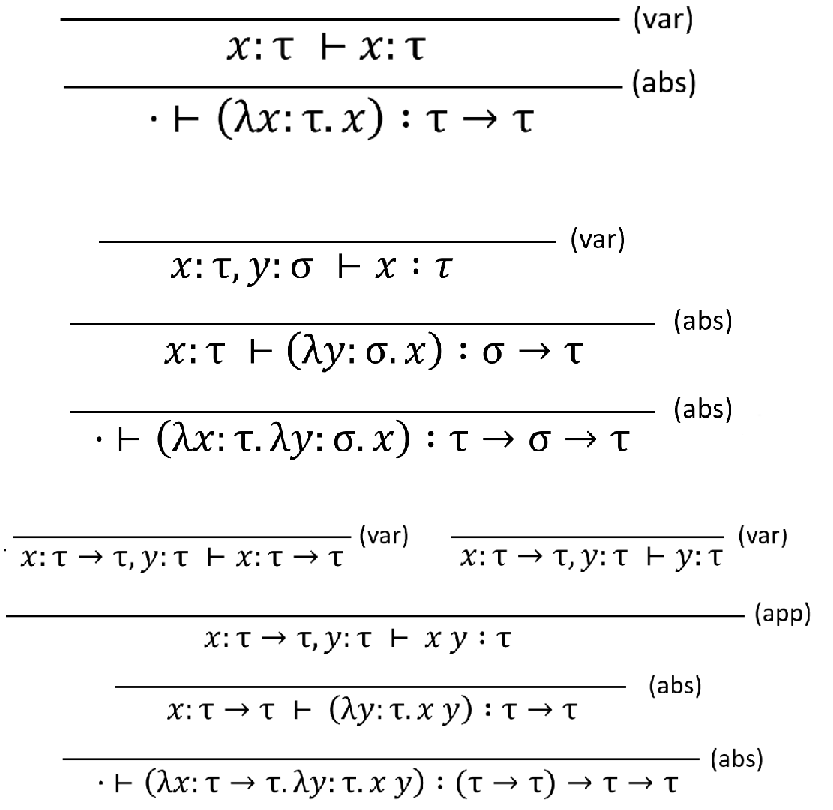 (var)
x: τ ⊢ x: τ
(abs)
· ⊢ (λx: τ. x) : τ → τ
(var)
x: τ, y: σ ⊢ x : τ
(abs)
x: τ ⊢ (λy: σ. x) : σ → τ
(abs)
· ⊢ (λx: τ. λy: σ. x) : τ → σ → τ
(var) (var)
x: τ → τ, y: τ ⊢ x: τ → τ x: τ → τ, y: τ ⊢ y: τ
(app)
x: τ → τ, y: τ ⊢ x y : τ
(abs)
x: τ → τ ⊢ (λy: τ. x y) : τ → τ
(abs)
· ⊢ (λx: τ → τ. λy: τ. x y) : (τ → τ) → τ → τ